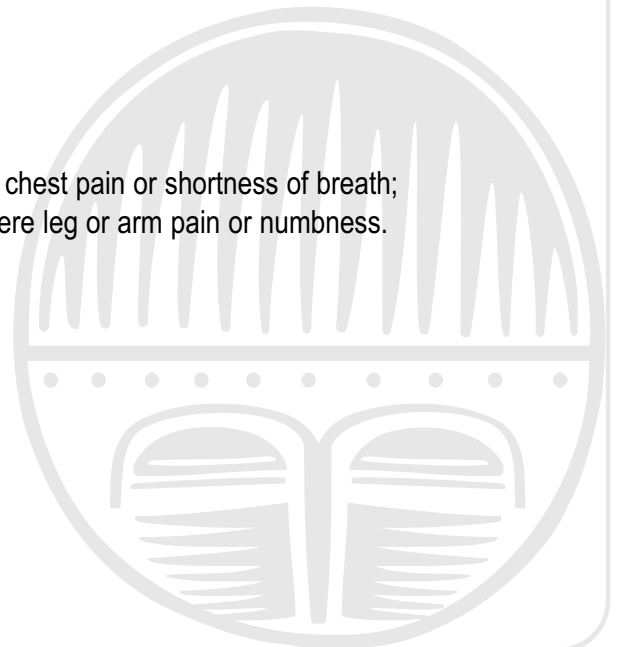 chest pain or shortness of breath;
ere leg or arm pain or numbness.